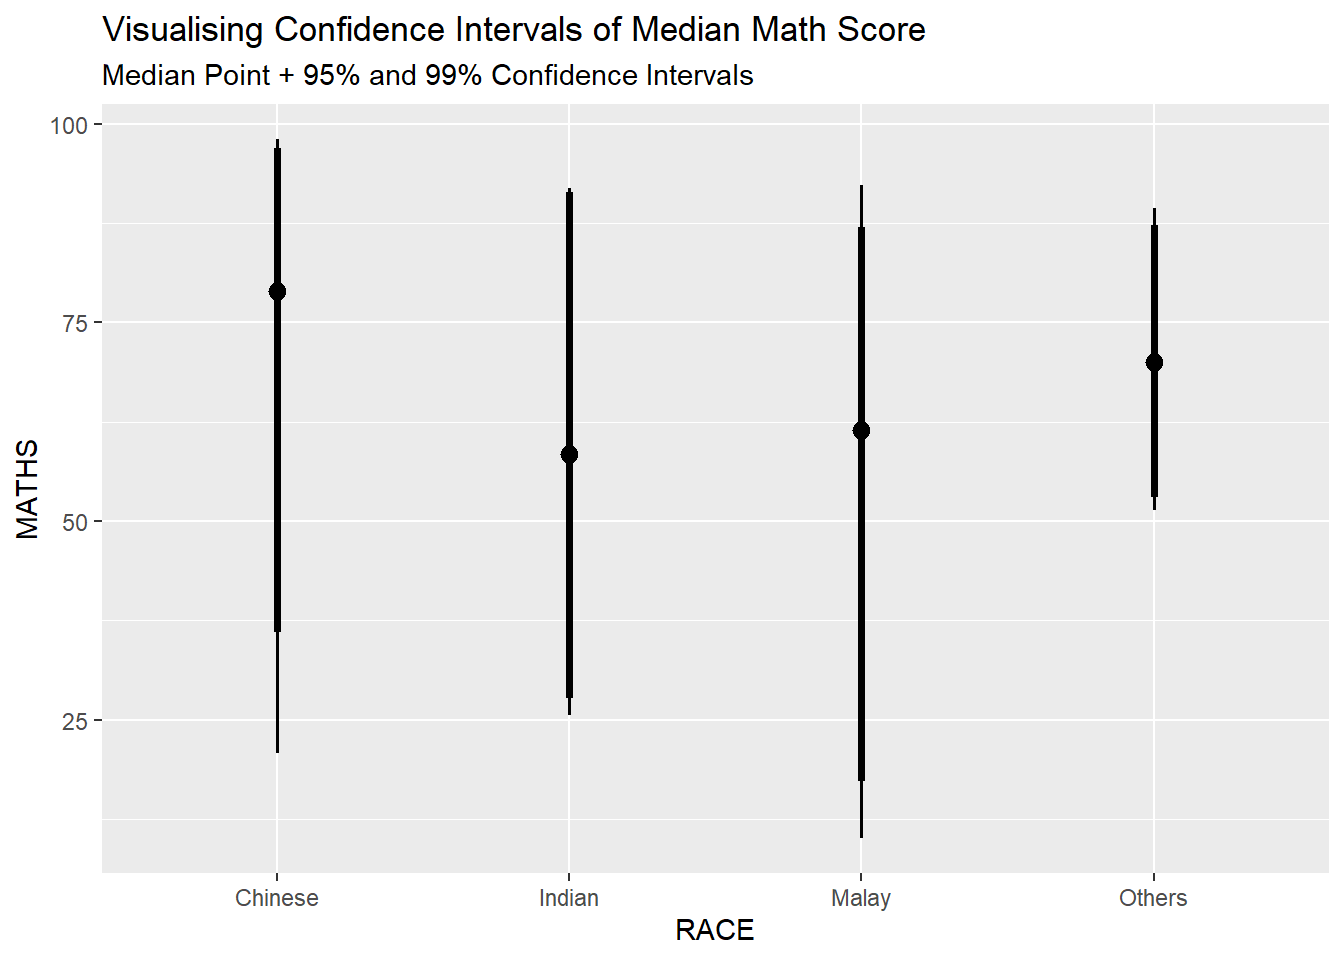 Visualising Confidence Intervals of Median Math Score
Median Point + 95% and 99% Confidence Intervals
100
75
50
25
MATHS
Chinese Indian Malay Others
RACE